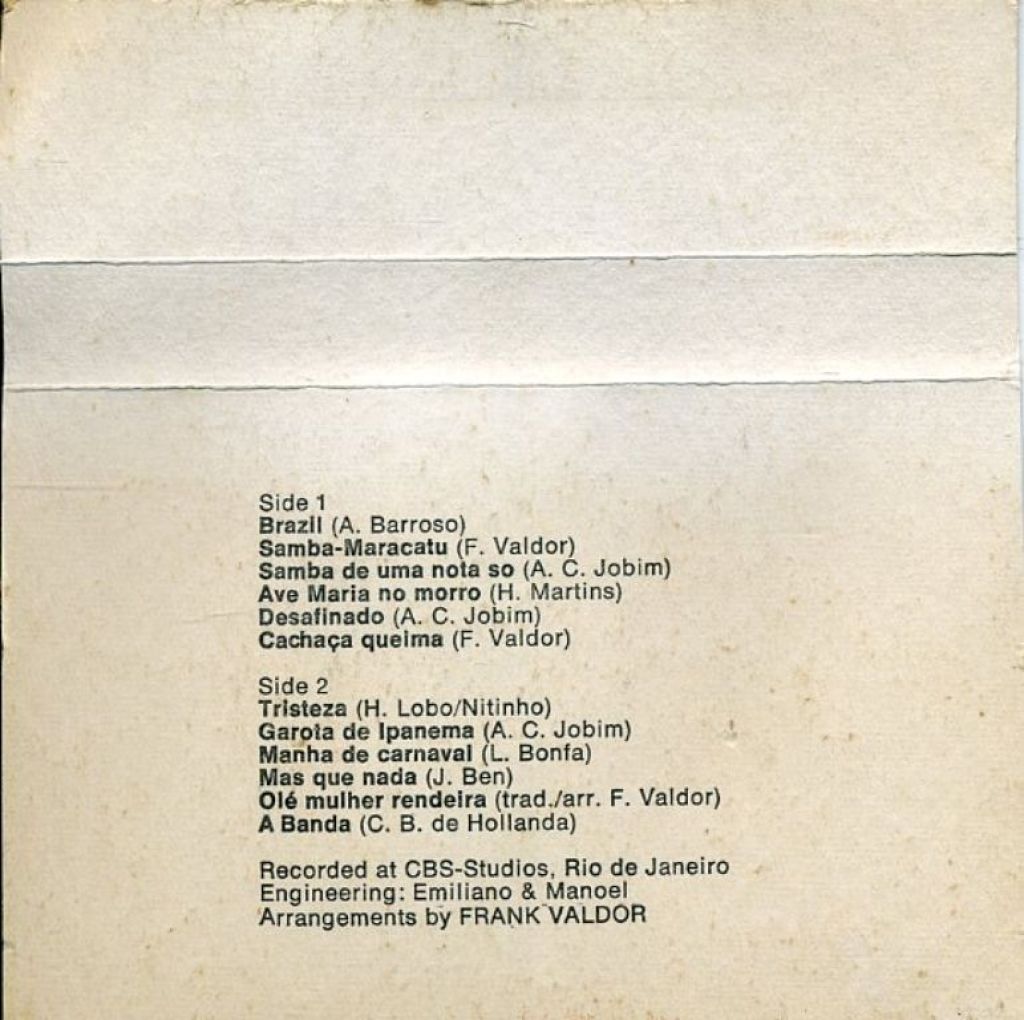 Side 1
Brazil (A. Barroso)
Samba-Maracatu (F. Valdor)
Samba de uma nota so (A. C. Jobim)
Ave Maria no morro (H. Martins)
Desafinado (A. C. Jobim)
Cachaça queima (F. Valdor)
Side 2
Tristeza (H. Lobo/Nitinho)
Garota de Ipanema (A. C. Jobim)
Manha de carnaval (L. Bonfa)
Mas que nada (J. Ben)
Olé mulher rendeira (trad./arr. F. Valdor)
A Banda (C. B. de Hollanda)
Recorded at CBS-Studios, Rio de Janeiro
Engineering: Emiliano & Manoel
Arrangements by FRANK VALDOR